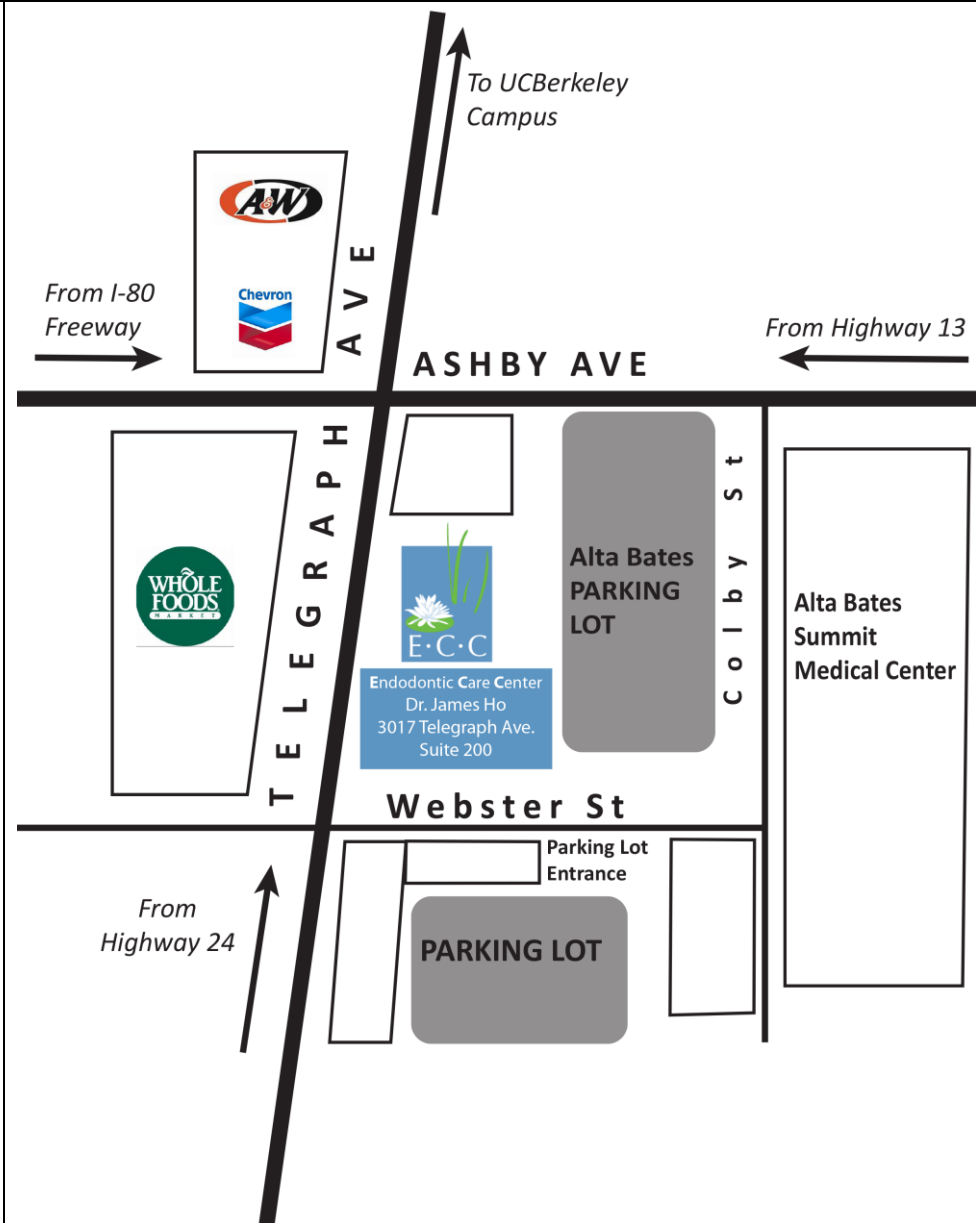 To UCBerkeley
Campus
A&W
Chevron
From I-80
Freeway
From Highway 13
ASHBY AVE
TELEGRAPH AVE
WHOLE
FOODS
MARKET
E·C·C
Endodontic Care Center
Dr. James Ho
3017 Telegraph Ave.
Suite 200
Alta Bates
PARKING
LOT
Colby St
Alta Bates
Summit
Medical Center
Webster St
Parking Lot
Entrance
From
Highway 24
PARKING LOT